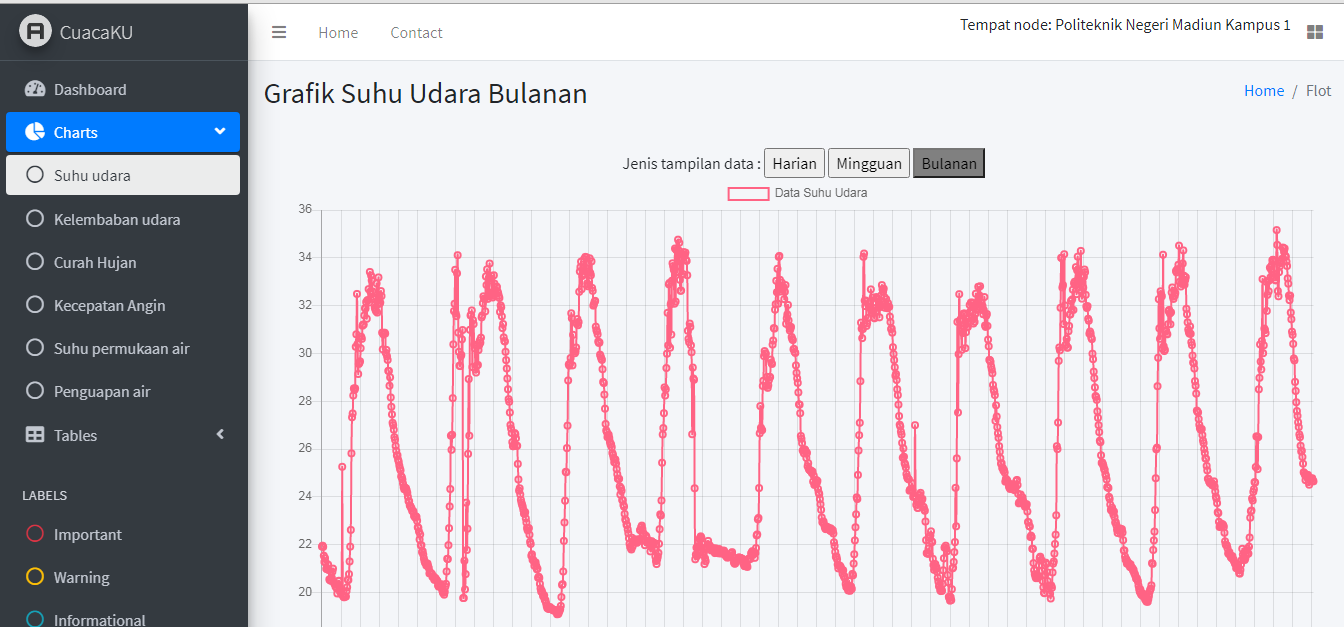 CuacaKU
Home
Contact
Tempat node: Politeknik Negeri Madiun Kampus 1
Dashboard
Charts
Suhu udara
Kelembaban udara
Curah Hujan
Kecepatan Angin
Suhu permukaan air
Penguapan air
Tables
LABELS
Important
Warning
Informational
Grafik Suhu Udara Bulanan
Home / Flot
Jenis tampilan data : Harian Mingguan Bulanan
Data Suhu Udara
36
34
32
30
28
26
24
22
20